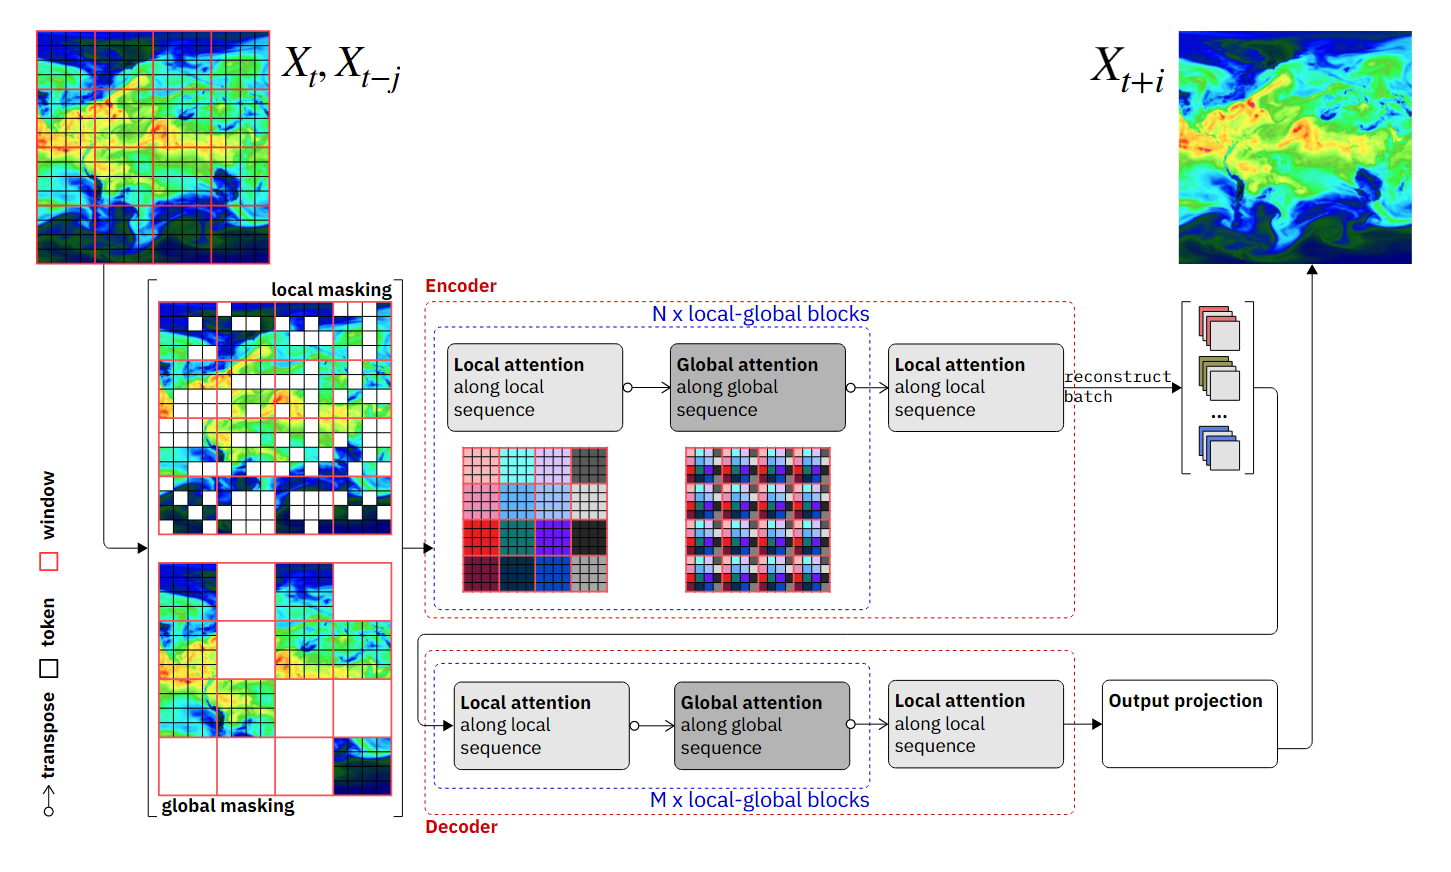 X_t, X_{t−j}
X_{t+i}
local masking
global masking
window
token
transpose
Encoder
N x local-global blocks
Local attention
along local
sequence
Global attention
along global
sequence
Local attention
along local
sequence
reconstruct
batch
...
Local attention
along local
sequence
Global attention
along global
sequence
Local attention
along local
sequence
Output projection
M x local-global blocks
Decoder